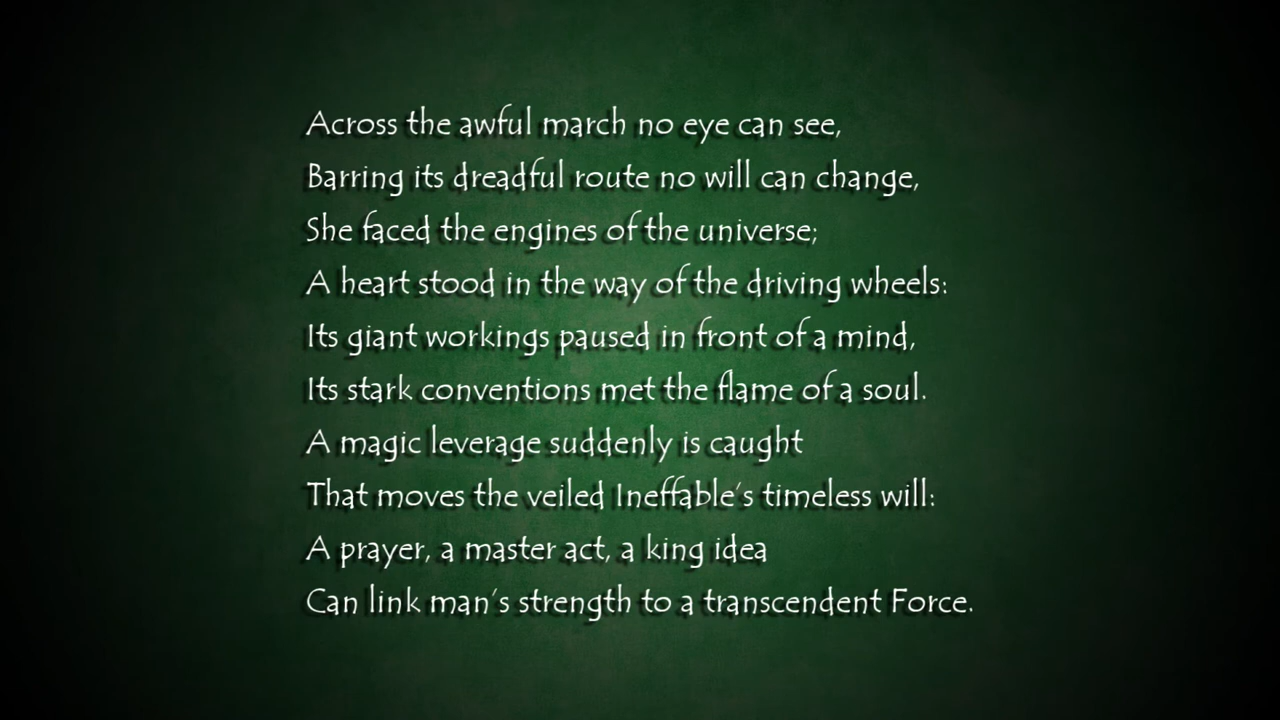 Across the awful march no eye can see,
Barring its dreadful route no will can change,
She faced the engines of the universe;
A heart stood in the way of the driving wheels:
Its giant workings paused in front of a mind,
Its stark conventions met the flame of a soul.
A magic leverage suddenly is caught
That moves the veiled Ineffable's timeless will:
A prayer, a master act, a king idea
Can link man's strength to a transcendent Force.